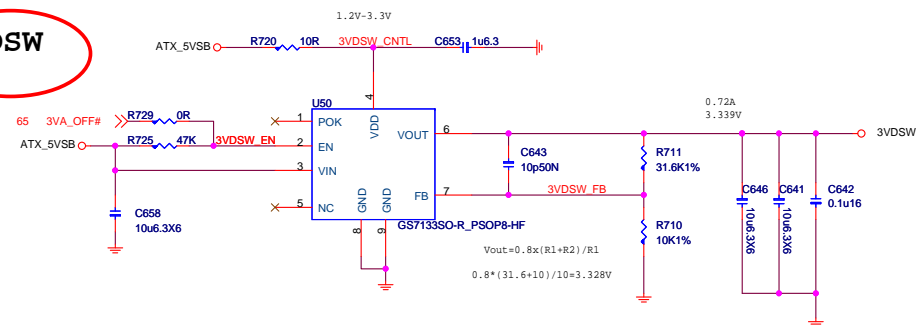 1.2V-3.3V
ATX_5VSB
R720
10R
3VDSW_CNTL
C653
1u6.3
65
3VA_OFF#
R729
0R
ATX_5VSB
R725
47K
3VDSW_EN
U50
4
1
2
3
5
POK
EN
VIN
NC
VDD
VOUT
FB
GND
GND
6
7
8
9
GS7133SO-R_PSOP8-HF
C658
10u6.3X6
C643
10p50N
3VDSW_FB
R711
31.6K1%
R710
10K1%
Vout=0.8x(R1+R2)/R1
0.8*(31.6+10)/10=3.328V
0.72A
3.339V
3VDSW
C646
10u6.3X6
C641
10u6.3X6
C642
0.1u16